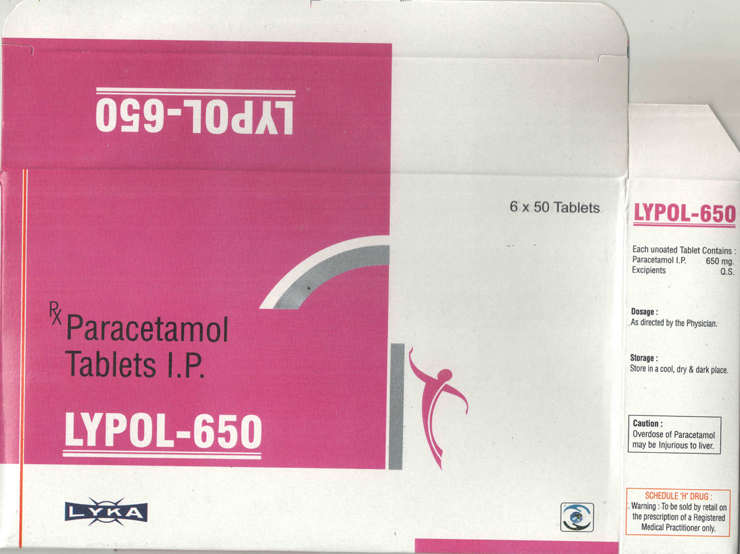 LYPOL-650
6 x 50 Tablets
Rx Paracetamol
Tablets I.P.
LYPOL-650
LYKA
LYPOL-650
Each unoated Tablet Contains :
Paracetamol I.P. 650 mg.
Excipients Q.S.
Dosage :
As directed by the Physician.
Storage :
Store in a cool, dry & dark place.
Caution :
Overdose of Paracetamol
may be Injurious to liver.
SCHEDULE 'H' DRUG :
Warning : To be sold by retail on
the prescription of a Registered
Medical Practitioner only.